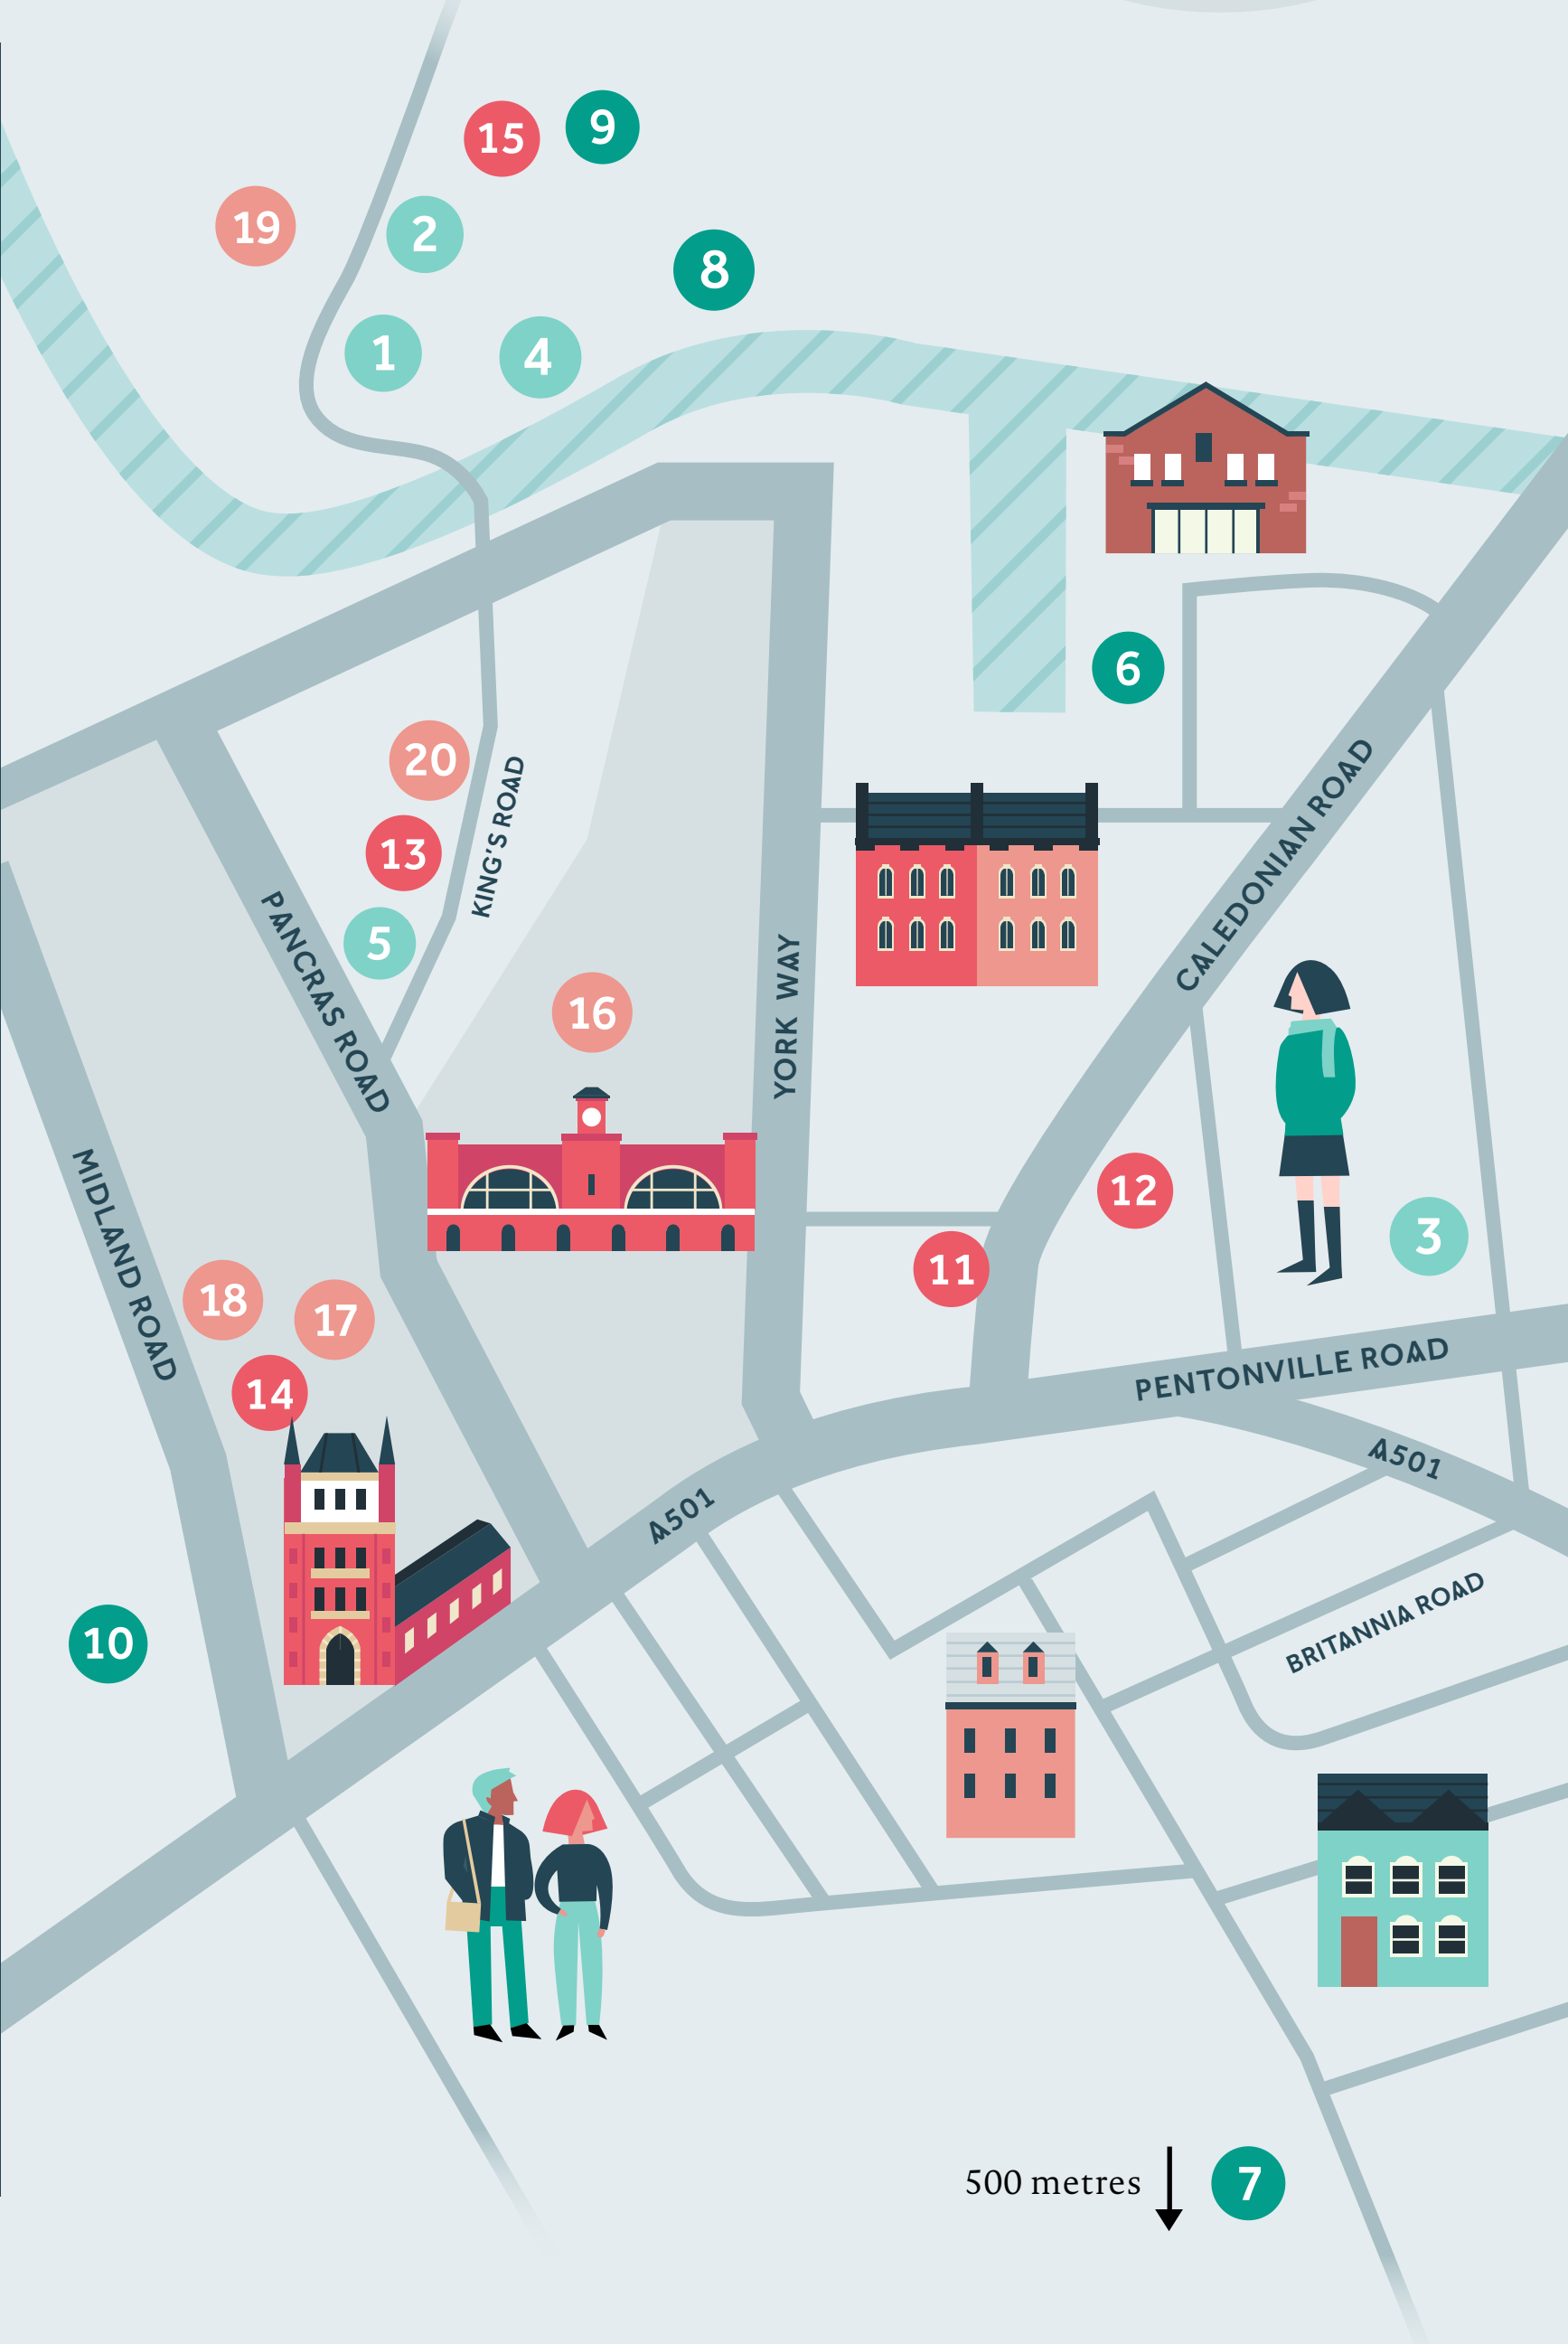 15
9
19
2
8
1
4
6
20
13
KING'S ROAD
CALEDONIAN ROAD
5
PANCRAS ROAD
16
YORK WAY
12
3
11
MIDLAND ROAD
18
17
PENTONVILLE ROAD
14
A501
A501
10
BRITANNIA ROAD
500 metres
7